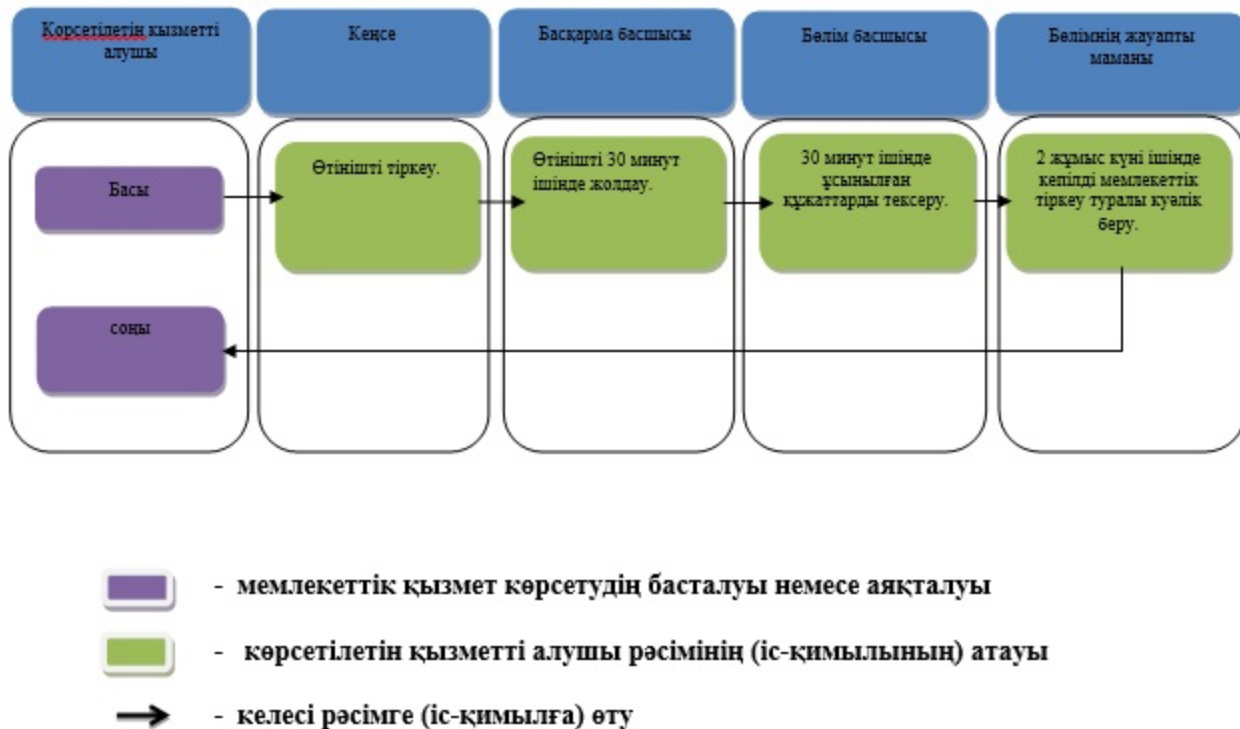 Көрсетілетін қызметті
алушы
Кеңсе
Басқарма басшысы
Бөлім басшысы
Бөлімнің жауапты
маманы
Басы
Өтінішті тіркеу.
Өтінішті 30 минут
ішінде жолдау.
30 минут ішінде
ұсынылған
құжаттарды тексеру.
2 жұмыс күні ішінде
кепілді мемлекеттік
тіркеу туралы куәлік
беру.
соңы
- мемлекеттік қызмет көрсетудің басталуы немесе аяқталуы
- көрсетілетін қызметті алушы рәсімінің (іс-қимылының) атауы
- келесі рәсімге (іс-қимылға) өту